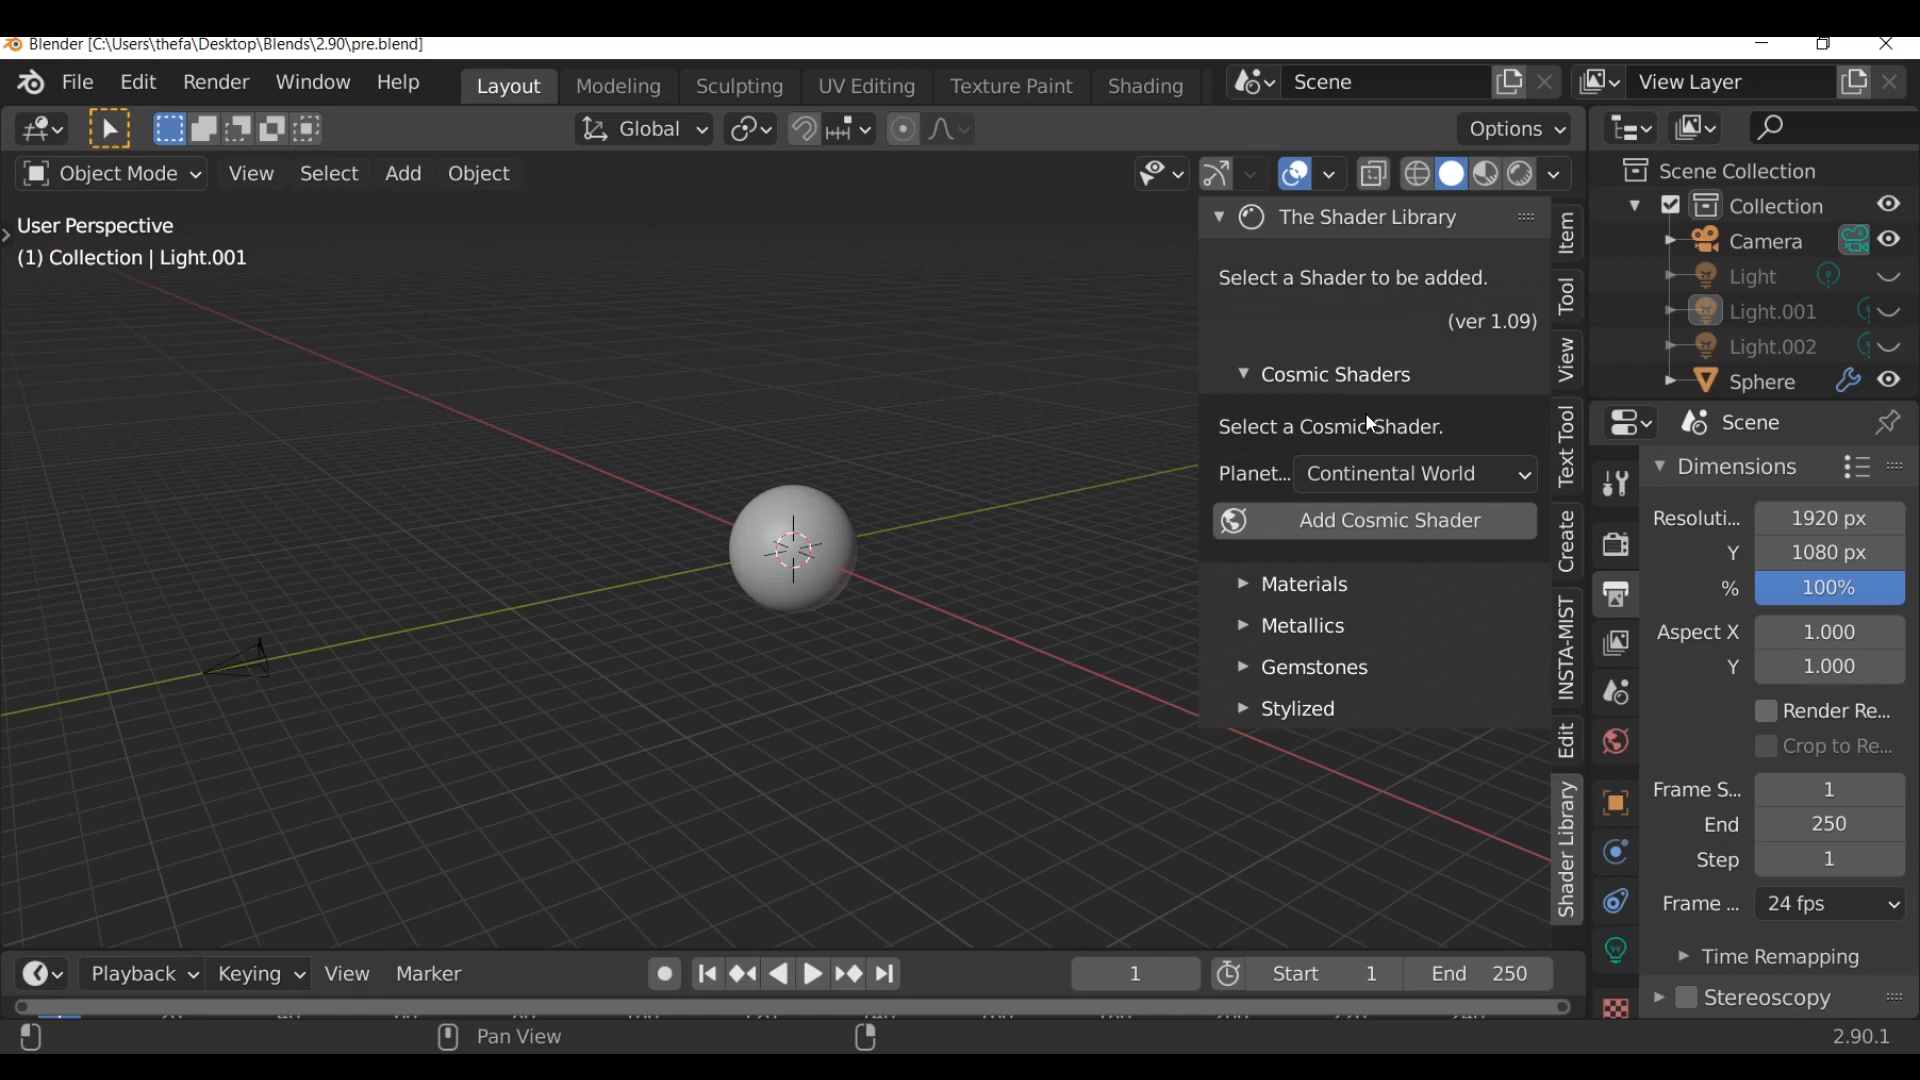 Blender [C:\Users\thefa\Desktop\Blends\2.90\pre.blend]
File Edit Render Window Help Layout Modeling Sculpting UV Editing Texture Paint Shading Scene View Layer
Global Options
Object Mode View Select Add Object
User Perspective
(1) Collection | Light.001
The Shader Library
Select a Shader to be added.
(ver 1.09)
Cosmic Shaders
Select a Cosmic Shader.
Planet... Continental World
Add Cosmic Shader
Materials
Metallics
Gemstones
Stylized
Item
Tool
View
Text Tool
Create
INSTA-MIST
Edit
Shader Library
Scene Collection
Collection
Camera
Light
Light.001
Light.002
Sphere
Scene
Dimensions
Resoluti... 1920 px
Y 1080 px
% 100%
Aspect X 1.000
Y 1.000
Render Re...
Crop to Re...
Frame S... 1
End 250
Step 1
Frame ... 24 fps
Time Remapping
Stereoscopy
Playback Keying View Marker 1 Start 1 End 250
Pan View 2.90.1